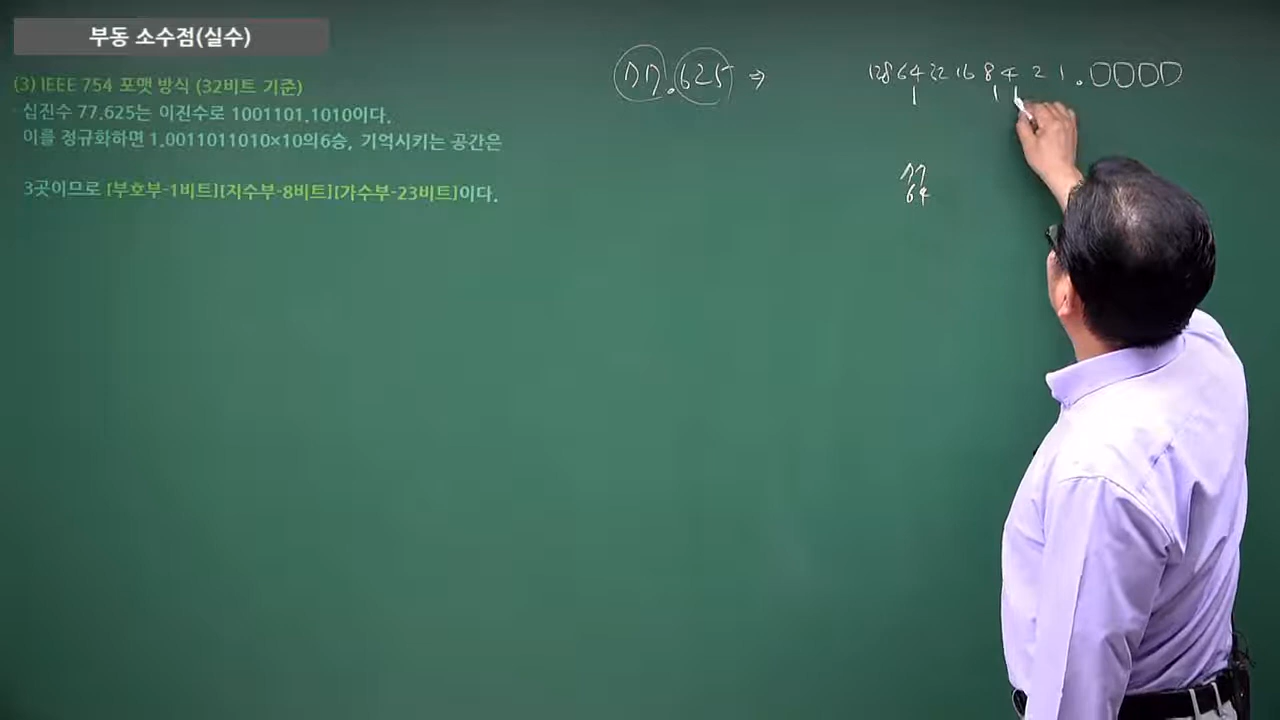 부동 소수점(실수)
(3) IEEE 754 포맷 방식 (32비트 기준)
십진수 77.625는 이진수로 1001101.1010이다.
이를 정규화하면 1.0011011010×10의6승, 기억시키는 공간은
3곳이므로 [부호부-1비트][지수부-8비트][가수부-23비트]이다.
77.625 ⇒
128 64 32 16 8 4 2 1 .
1 1 1
77
64